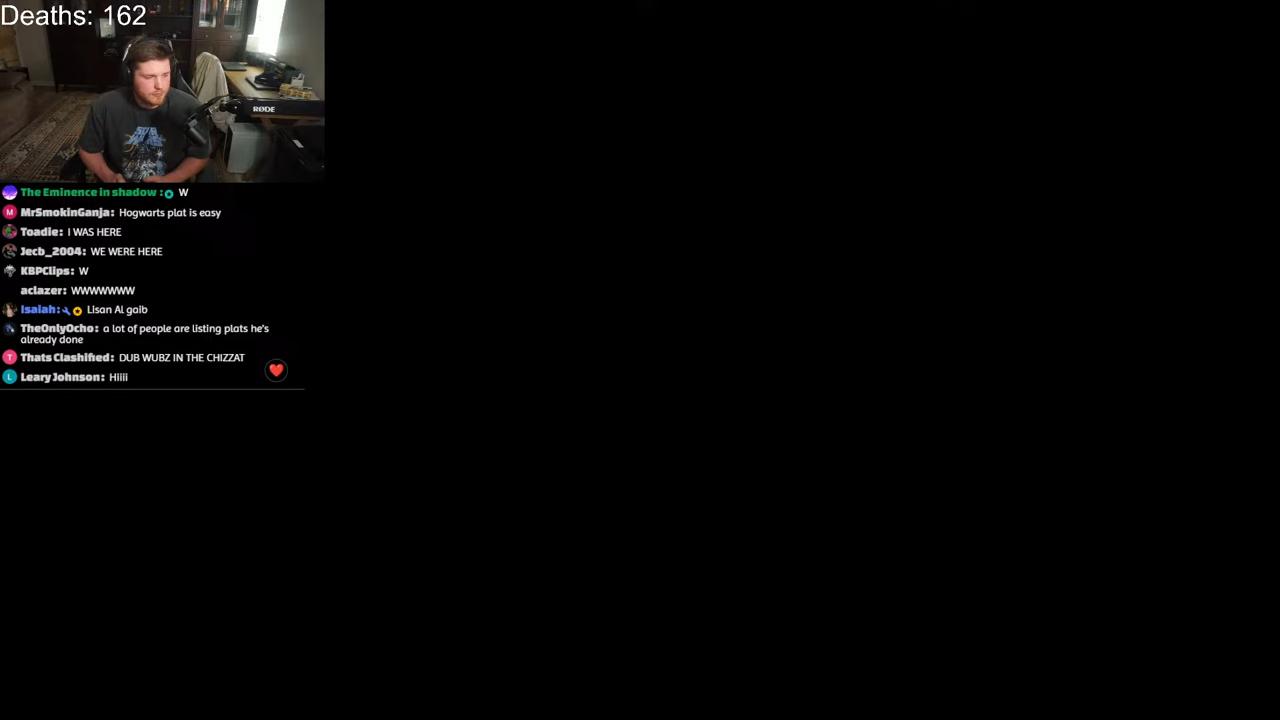 Deaths: 162
RØDE
The Eminence in shadow : W
MrSmokinGanja: Hogwarts plat is easy
Toadie: I WAS HERE
Jecb_2004: WE WERE HERE
KBPClips: W
aclazer: WWWWWWW
Isaiah: Lisan Al gaib
TheOnlyOcho: a lot of people are listing plats he's
already done
Thats Clashified: DUB WUBZ IN THE CHIZZAT
Leary Johnson: Hiiii